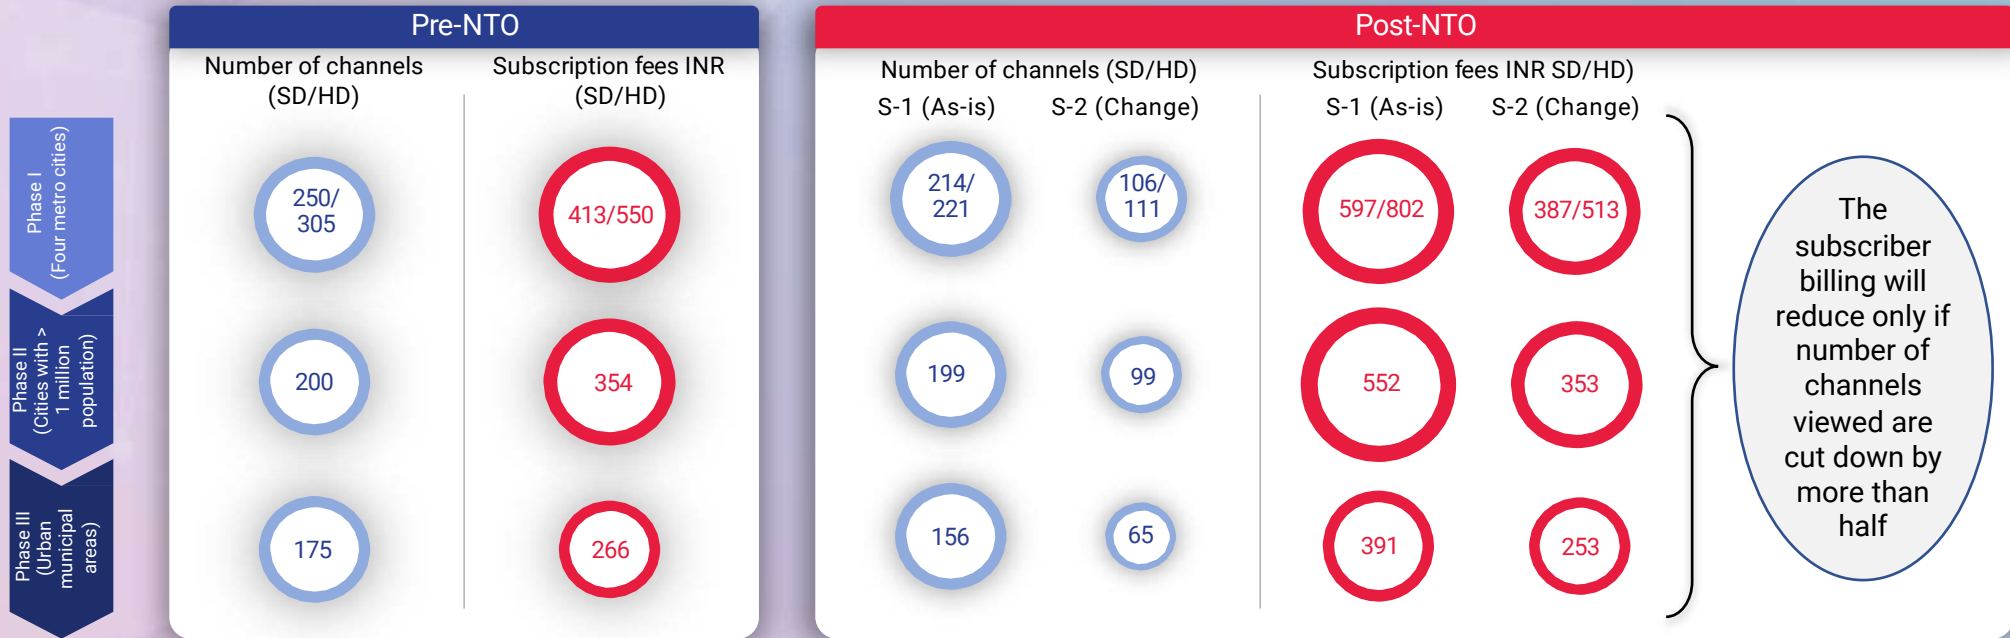 Pre-NTO
Number of channels
(SD/HD)
Subscription fees INR
(SD/HD)
Post-NTO
Number of channels (SD/HD)
S-1 (As-is)
S-2 (Change)
Subscription fees INR SD/HD)
S-1 (As-is)
S-2 (Change)
Phase I
(Four metro cities)
250/
305
413/550
214/
221
106/
111
597/802
387/513
Phase II
(Cities with >
1 million
population)
200
354
199
99
552
353
Phase III
(Urban
municipal
areas)
175
266
156
65
391
253
The
subscriber
billing will
reduce only if
number of
channels
viewed are
cut down by
more than
half